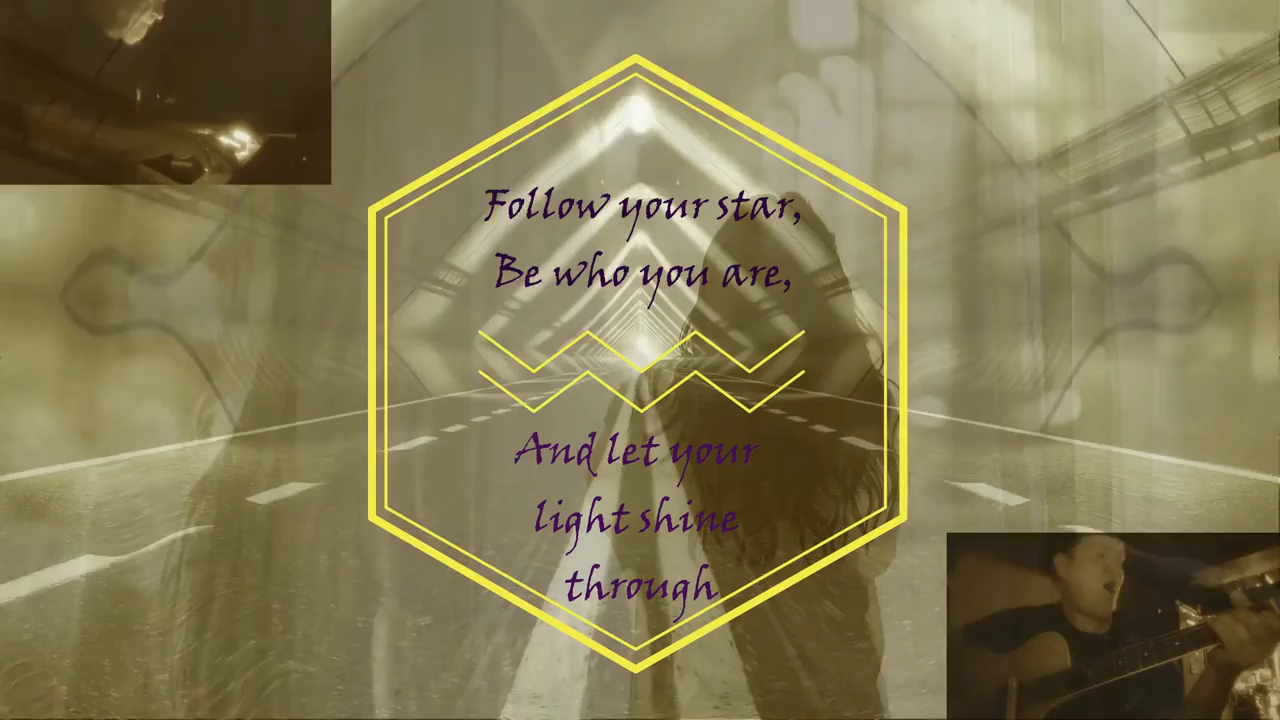 Follow your star,
Be who you are,
And let your
light shine
through